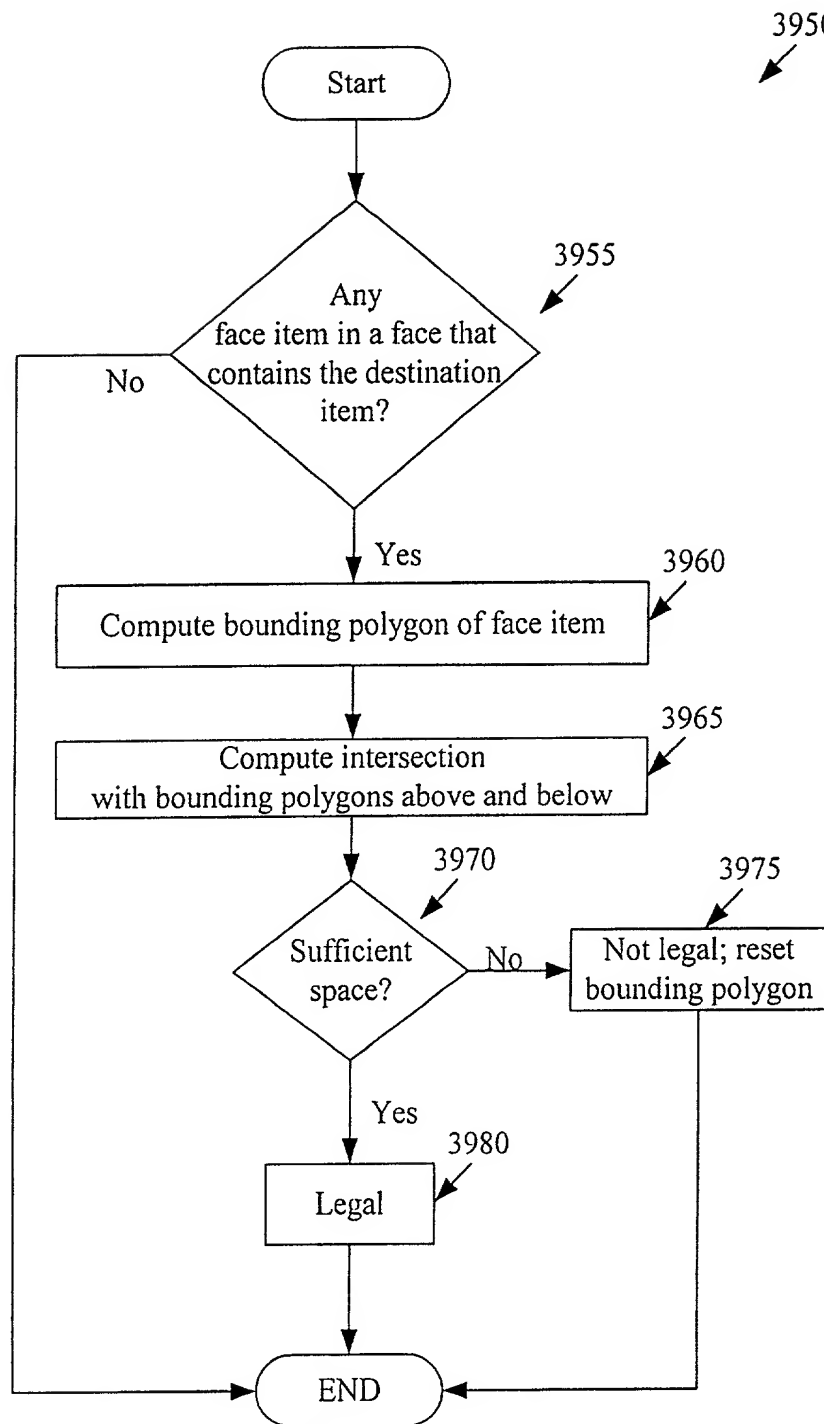 3950
Start
3955
Any
face item in a face that
contains the destination
item?
No
Yes
3960
Compute bounding polygon of face item
3965
Compute intersection
with bounding polygons above and below
3970
3975
Sufficient
space?
No
Not legal; reset
bounding polygon
Yes
3980
Legal
END